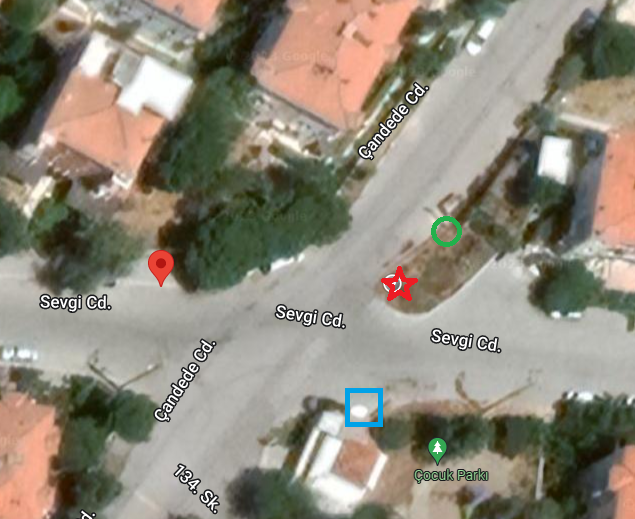 Çandede Cd.
Sevgi Cd.
Sevgi Cd.
Sevgi Cd.
Çandede Cd.
Çocuk Parkı
134. Sk.